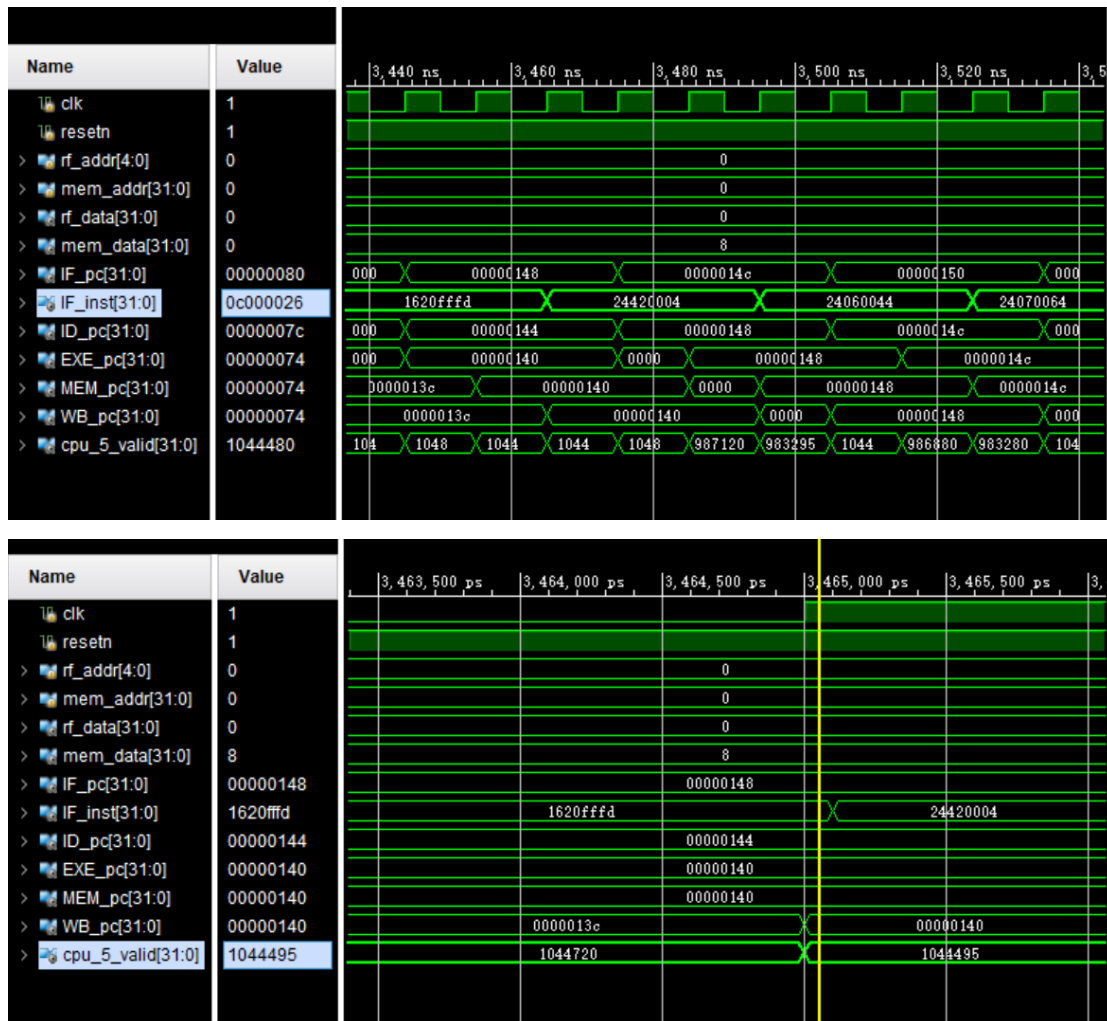 Name Value 3,440 ns 3,460 ns 3,480 ns 3,500 ns 3,520 ns 3,5
clk 1
resetn 1
rf_addr[4:0] 0 0
mem_addr[31:0] 0 0
rf_data[31:0] 0 0
mem_data[31:0] 0 8
IF_pc[31:0] 00000080 000 00000148 0000014c 00000150 000
IF_inst[31:0] 0c000026 1620fffd 24420004 24060044 24070064
ID_pc[31:0] 0000007c 000 00000144 00000148 0000014c 000
EXE_pc[31:0] 00000074 000 00000140 0000 00000148 0000014c
MEM_pc[31:0] 00000074 0000013c 00000140 0000 00000148 0000014c
WB_pc[31:0] 00000074 0000013c 00000140 0000 00000148 000
cpu_5_valid[31:0] 1044480 104 1048 1044 1044 1048 987120 983295 1044 986880 983280 104
Name Value 3,463,500 ps 3,464,000 ps 3,464,500 ps 3,465,000 ps 3,465,500 ps 3,
clk 1
resetn 1
rf_addr[4:0] 0 0
mem_addr[31:0] 0 0
rf_data[31:0] 0 0
mem_data[31:0] 8 8
IF_pc[31:0] 00000148 00000148
IF_inst[31:0] 1620fffd 1620fffd 24420004
ID_pc[31:0] 00000144 00000144
EXE_pc[31:0] 00000140 00000140
MEM_pc[31:0] 00000140 00000140
WB_pc[31:0] 00000140 0000013c 00000140
cpu_5_valid[31:0] 1044495 1044720 1044495